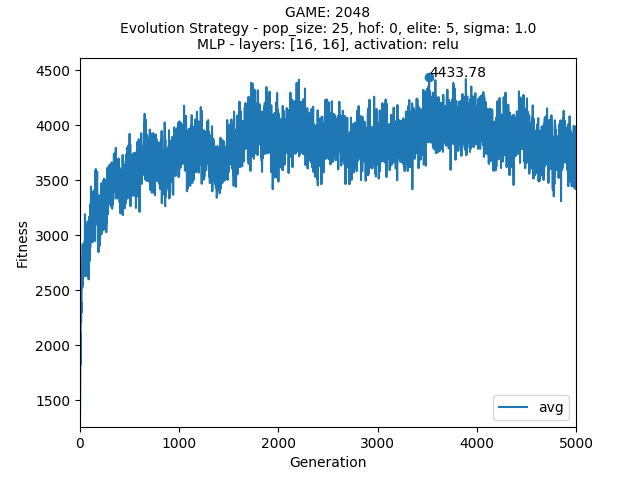 GAME: 2048
Evolution Strategy - pop_size: 25, hof: 0, elite: 5, sigma: 1.0
MLP - layers: [16, 16], activation: relu
4433.78
4500
4000
3500
3000
2500
2000
1500
Fitness
avg
0 1000 2000 3000 4000 5000
Generation